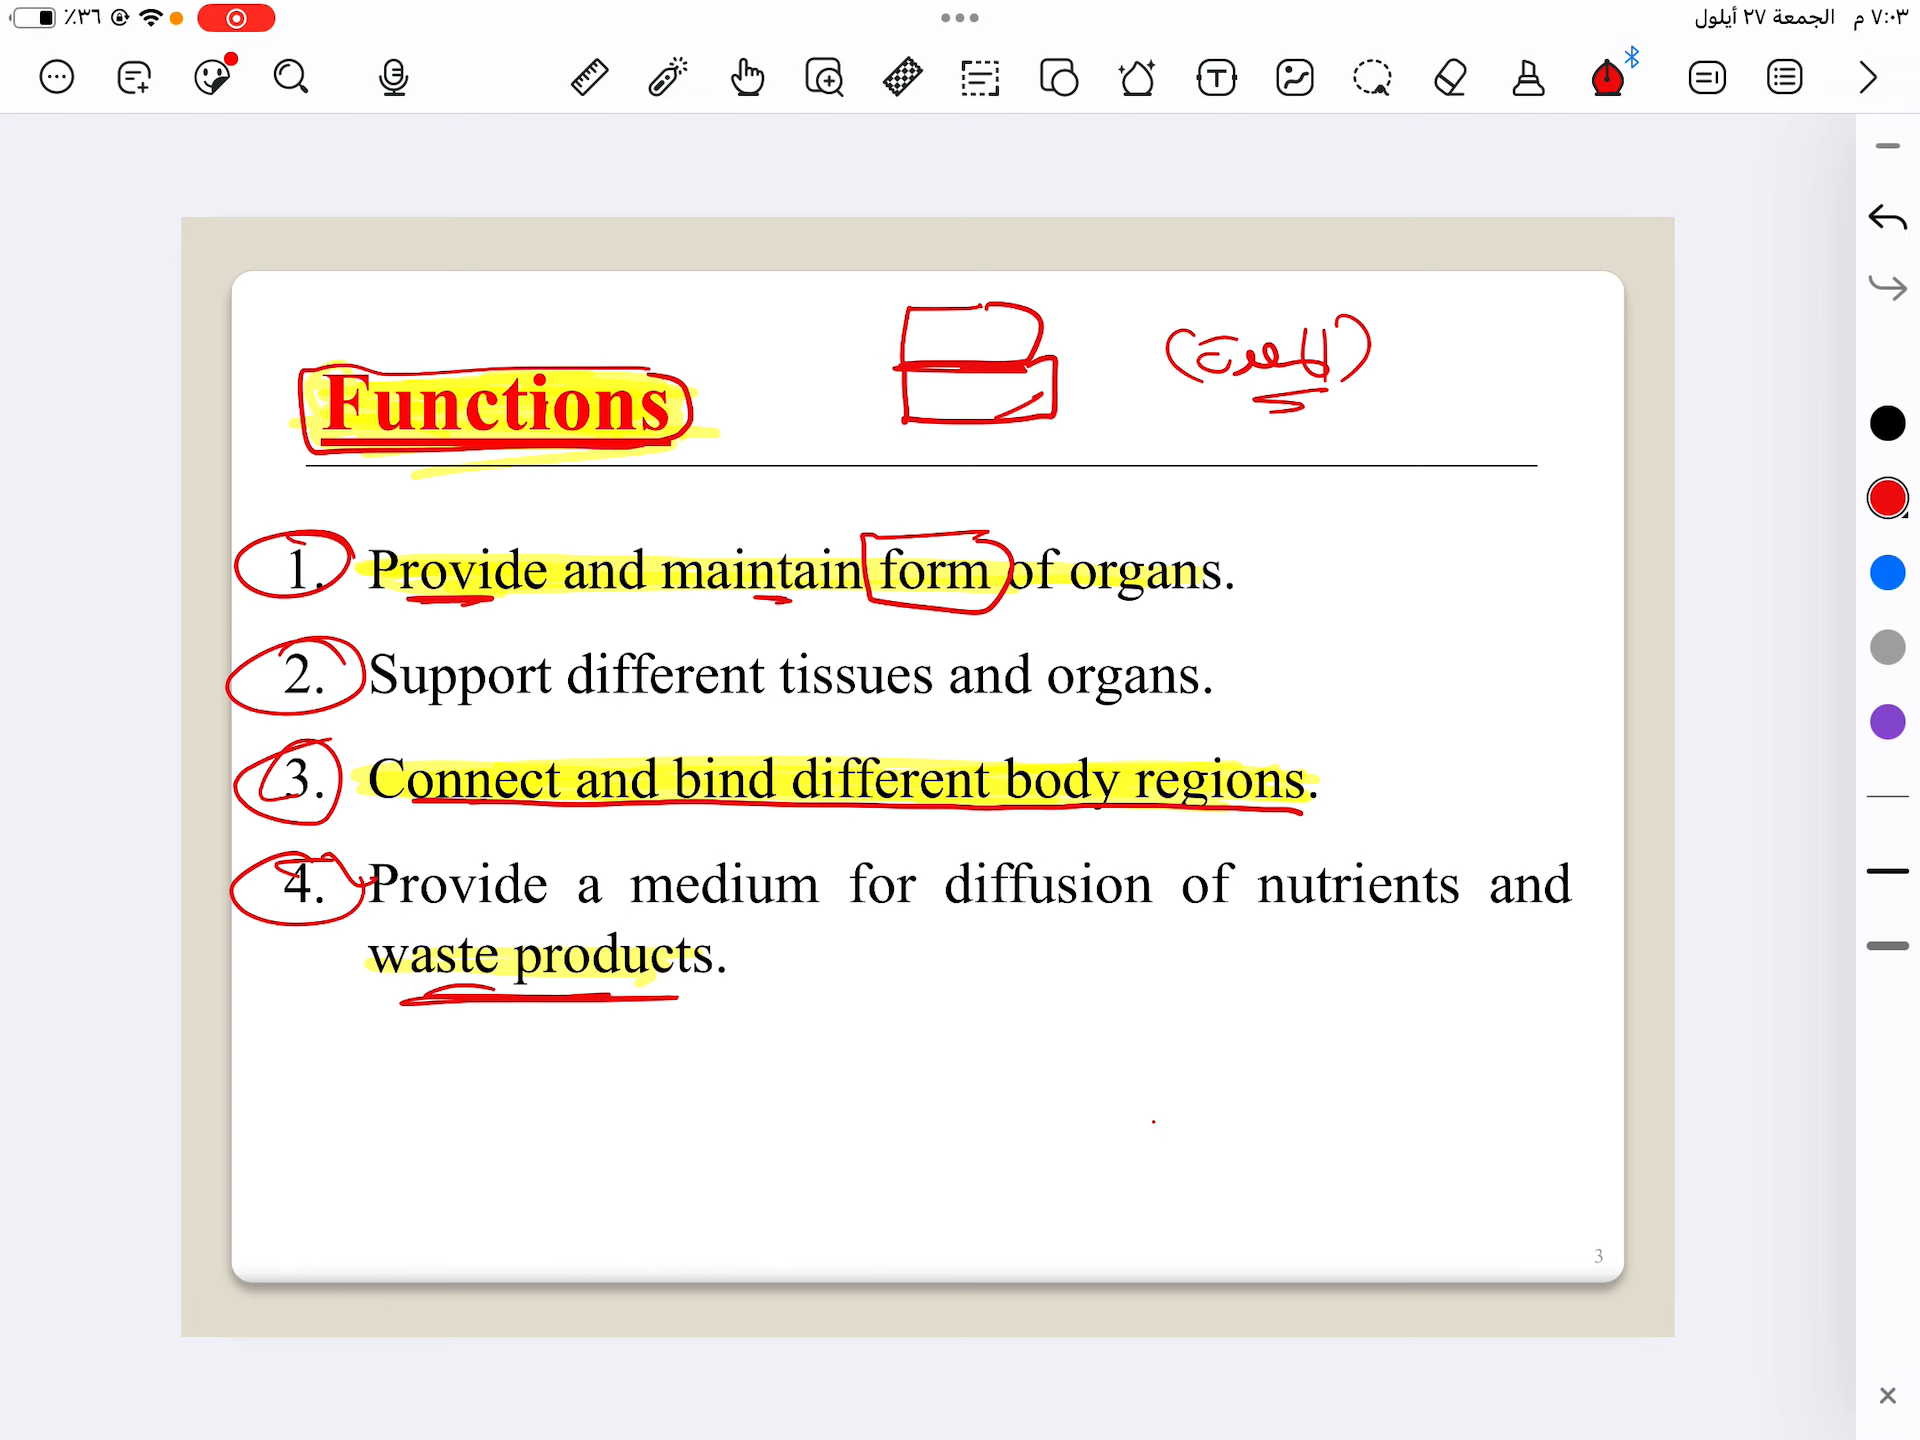 ٪٣٦
٧:٠٣ م الجمعة ٢٧ أيلول
Functions
1. Provide and maintain form of organs.
2. Support different tissues and organs.
3. Connect and bind different body regions.
4. Provide a medium for diffusion of nutrients and
waste products.
3